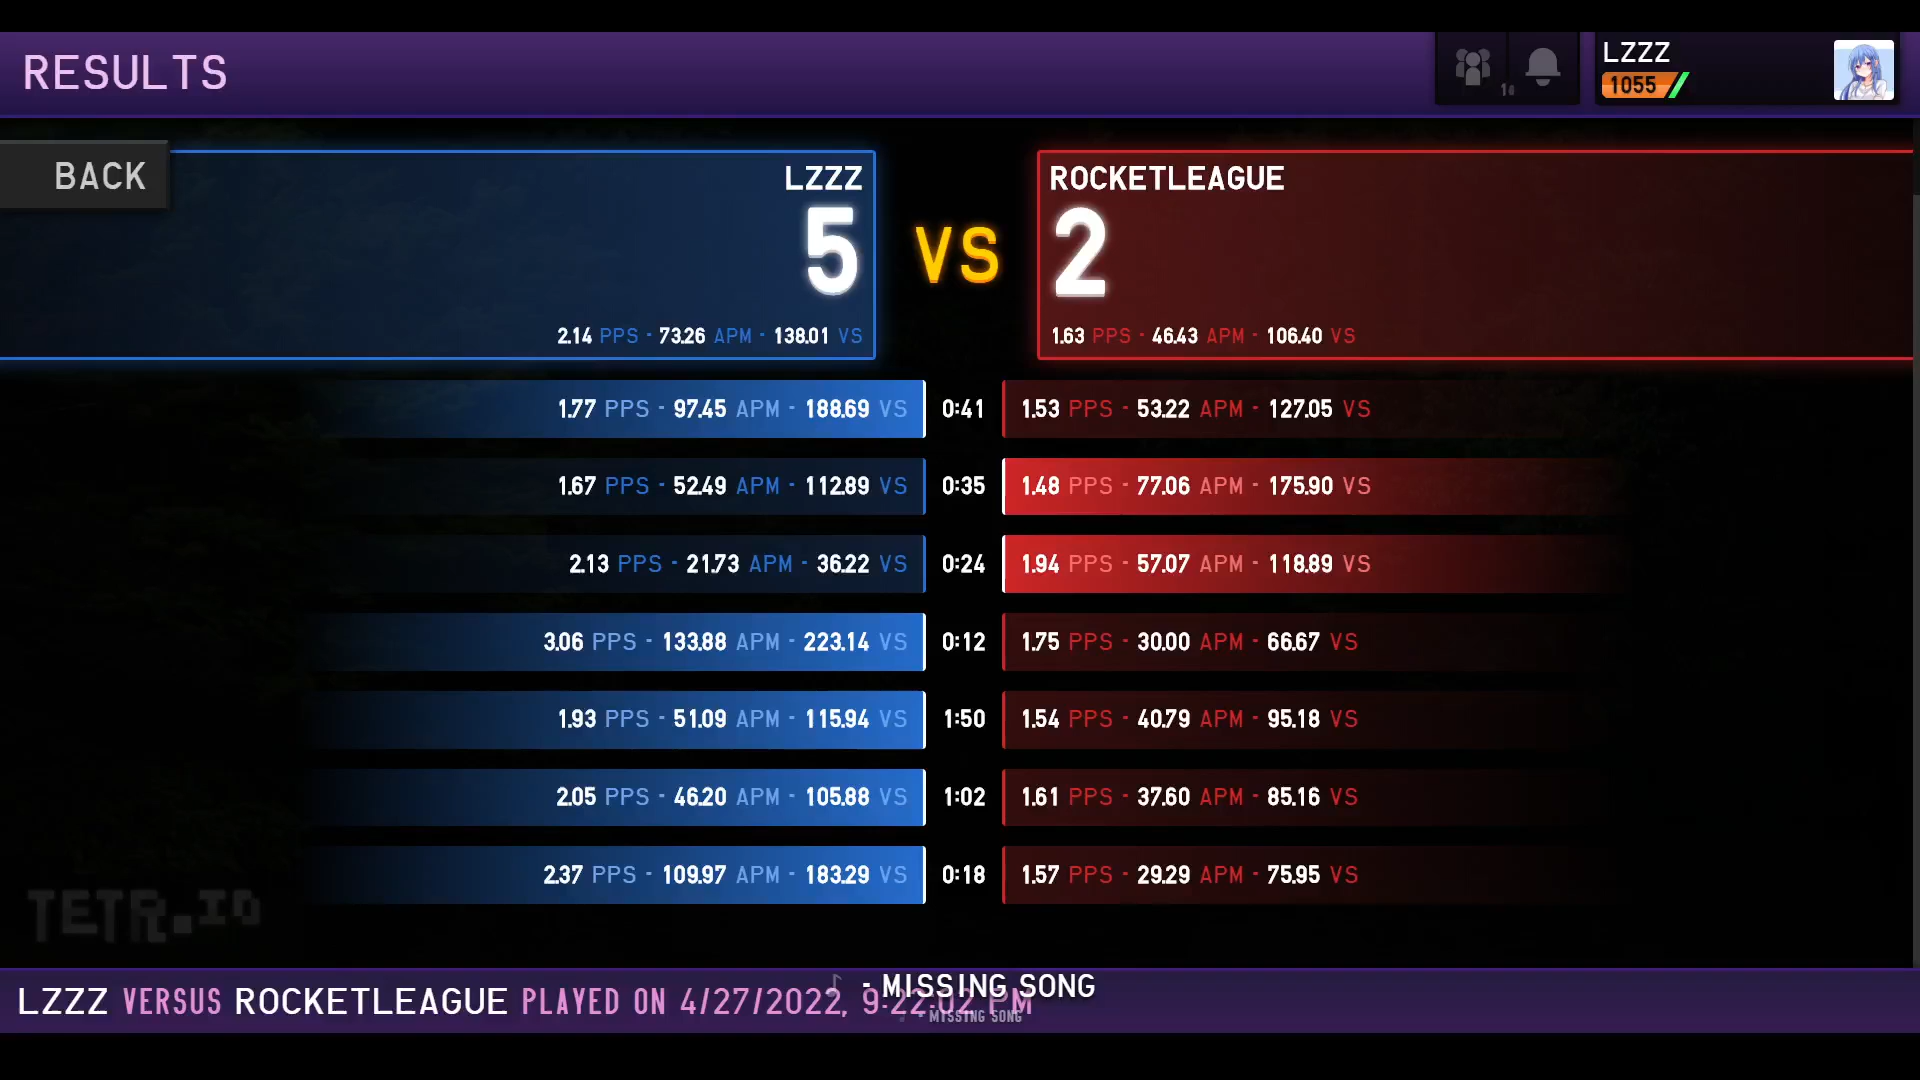 RESULTS
LZZZ
1055
BACK
LZZZ
5
2.14 PPS - 73.26 APM - 138.01 VS
VS
ROCKETLEAGUE
2
1.63 PPS - 46.43 APM - 106.40 VS
1.77 PPS - 97.45 APM - 188.69 VS 0:41 1.53 PPS - 53.22 APM - 127.05 VS
1.67 PPS - 52.49 APM - 112.89 VS 0:35 1.48 PPS - 77.06 APM - 175.90 VS
2.13 PPS - 21.73 APM - 36.22 VS 0:24 1.94 PPS - 57.07 APM - 118.89 VS
3.06 PPS - 133.88 APM - 223.14 VS 0:12 1.75 PPS - 30.00 APM - 66.67 VS
1.93 PPS - 51.09 APM - 115.94 VS 1:50 1.54 PPS - 40.79 APM - 95.18 VS
2.05 PPS - 46.20 APM - 105.88 VS 1:02 1.61 PPS - 37.60 APM - 85.16 VS
2.37 PPS - 109.97 APM - 183.29 VS 0:18 1.57 PPS - 29.29 APM - 75.95 VS
TETR.IO
♪ - MISSING SONG
LZZZ VERSUS ROCKETLEAGUE PLAYED ON 4/27/2022, 9:22:02 PM
- MISSING SONG